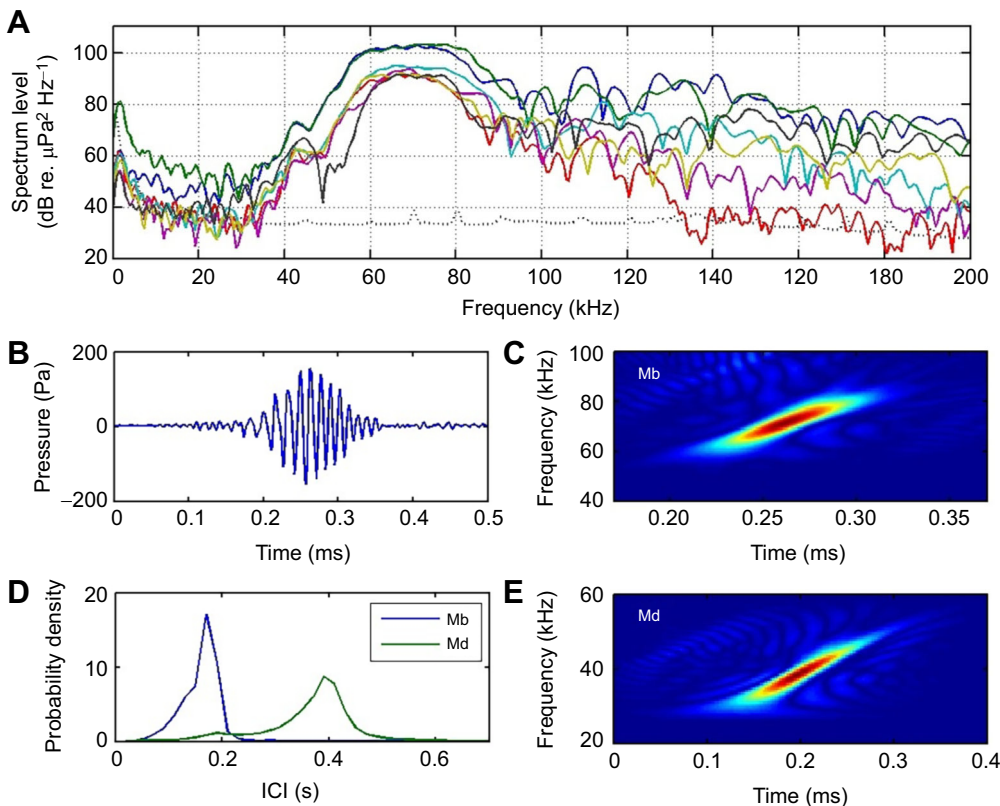 A
Spectrum level
(dB re. μPa² Hz⁻¹)
100
80
60
40
20
0 20 40 60 80 100 120 140 120 180 200
Frequency (kHz)
B
Pressure (Pa)
200
0
−200
0 0.1 0.2 0.3 0.4 0.5
Time (ms)
C
Frequency (kHz)
100
80
60
40
Mb
0.20 0.25 0.30 0.35
Time (ms)
D
Probability density
20
10
0
Mb
Md
0 0.2 0.4 0.6
ICI (s)
E
Frequency (kHz)
60
40
20
Md
0 0.1 0.2 0.3 0.4
Time (ms)